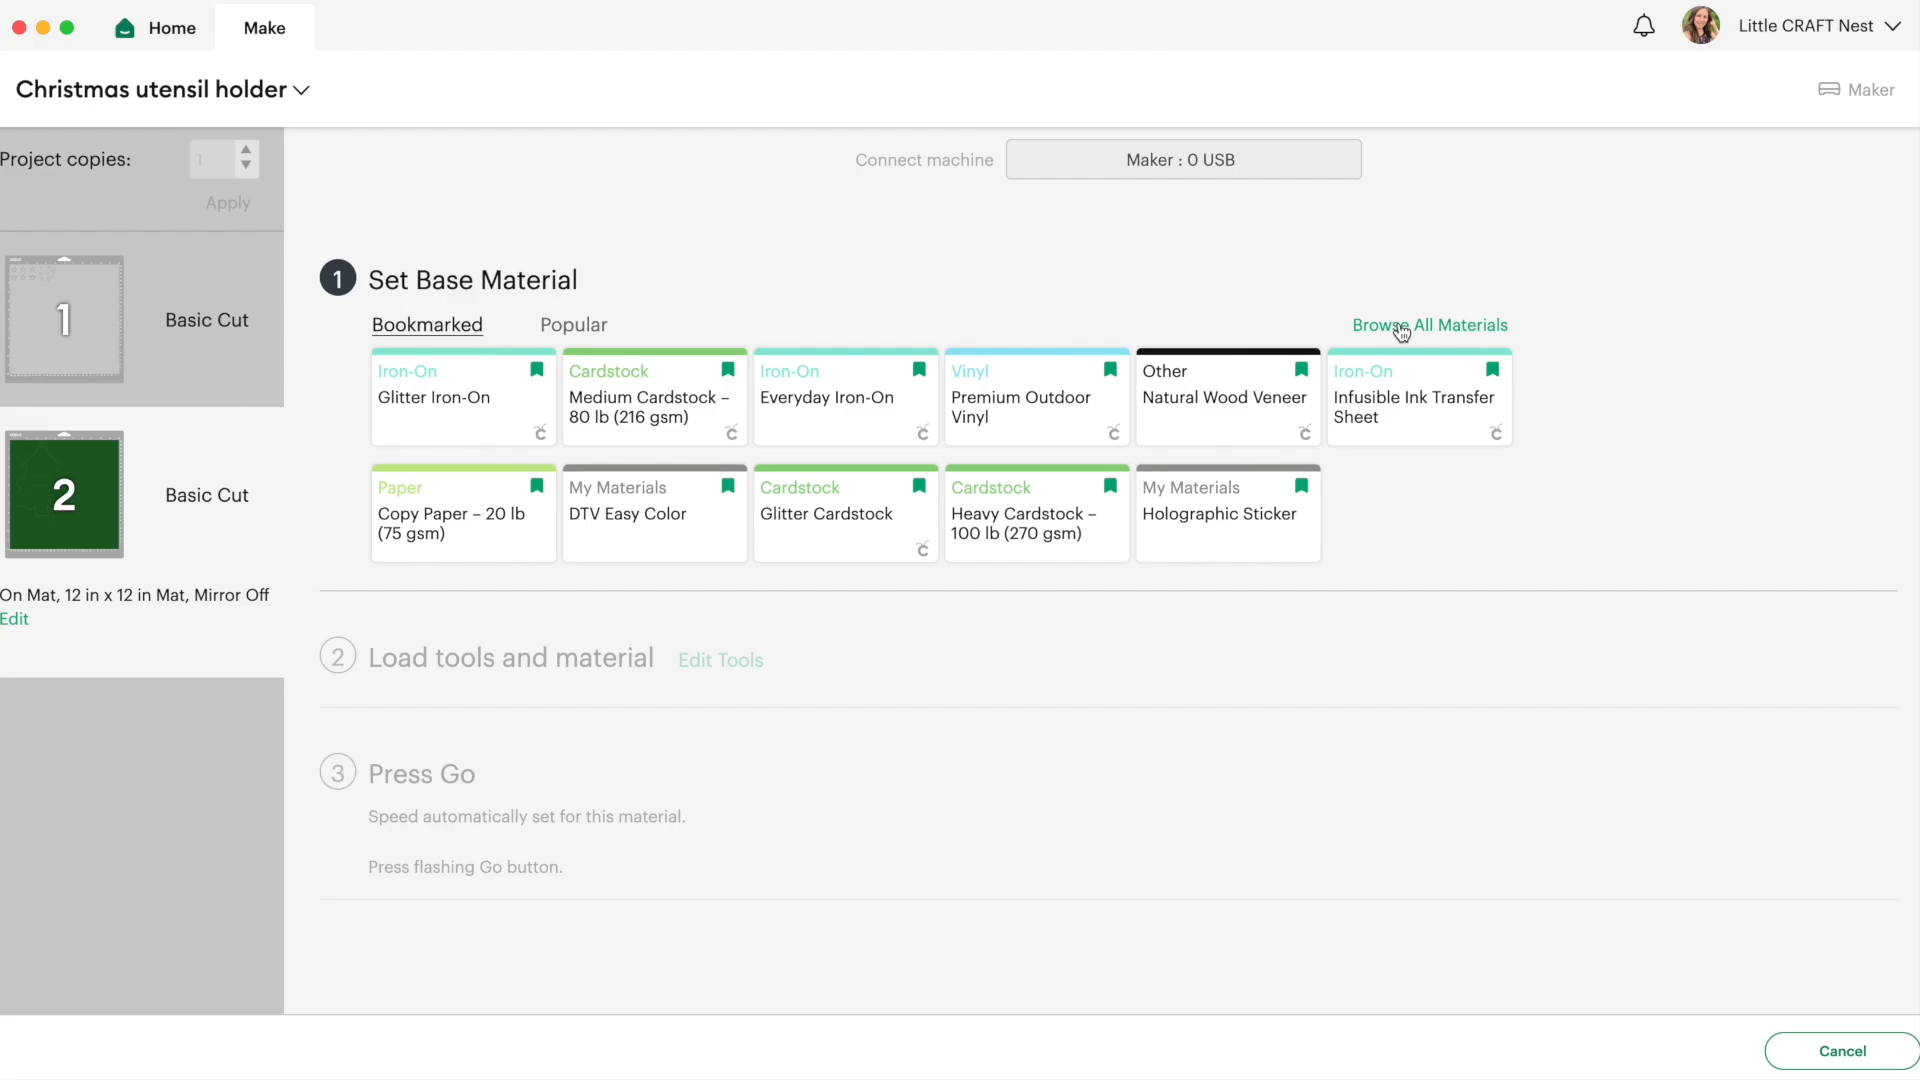 Home
Make
Little CRAFT Nest
Christmas utensil holder
Maker
Project copies:
1
Apply
Connect machine
Maker : 0 USB
1
Basic Cut
2
Basic Cut
On Mat, 12 in x 12 in Mat, Mirror Off
Edit
1 Set Base Material
Bookmarked
Popular
Browse All Materials
Iron-On
Glitter Iron-On
Cardstock
Medium Cardstock –
80 lb (216 gsm)
Iron-On
Everyday Iron-On
Vinyl
Premium Outdoor
Vinyl
Other
Natural Wood Veneer
Iron-On
Infusible Ink Transfer
Sheet
Paper
Copy Paper – 20 lb
(75 gsm)
My Materials
DTV Easy Color
Cardstock
Glitter Cardstock
Cardstock
Heavy Cardstock –
100 lb (270 gsm)
My Materials
Holographic Sticker
2 Load tools and material Edit Tools
3 Press Go
Speed automatically set for this material.
Press flashing Go button.
Cancel